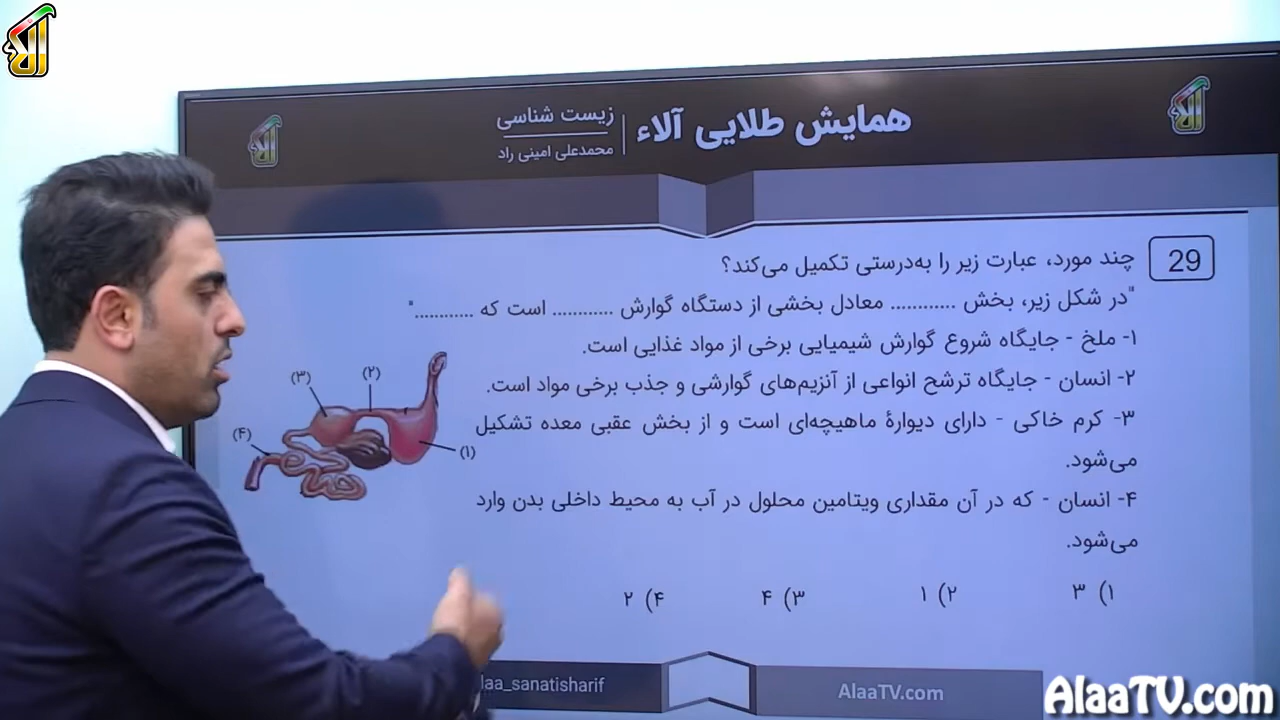 آلاء
همایش طلایی آلاء
زیست شناسی
محمدعلی امینی راد
29
چند مورد، عبارت زیر را به‌درستی تکمیل می‌کند؟
"در شکل زیر، بخش ............ معادل بخشی از دستگاه گوارش ............ است که ............"
۱- ملخ - جایگاه شروع گوارش شیمیایی برخی از مواد غذایی است.
۲- انسان - جایگاه ترشح انواعی از آنزیم‌های گوارشی و جذب برخی مواد است.
۳- کرم خاکی - دارای دیوارهٔ ماهیچه‌ای است و از بخش عقبی معده تشکیل
می‌شود.
۴- انسان - که در آن مقداری ویتامین محلول در آب به محیط داخلی بدن وارد
می‌شود.
(۱)
(۲)
(۳)
(۴)
۱) ۳
۲) ۱
۳) ۴
۴) ۲
laa_sanatisharif
AlaaTV.com
AlaaTV.com